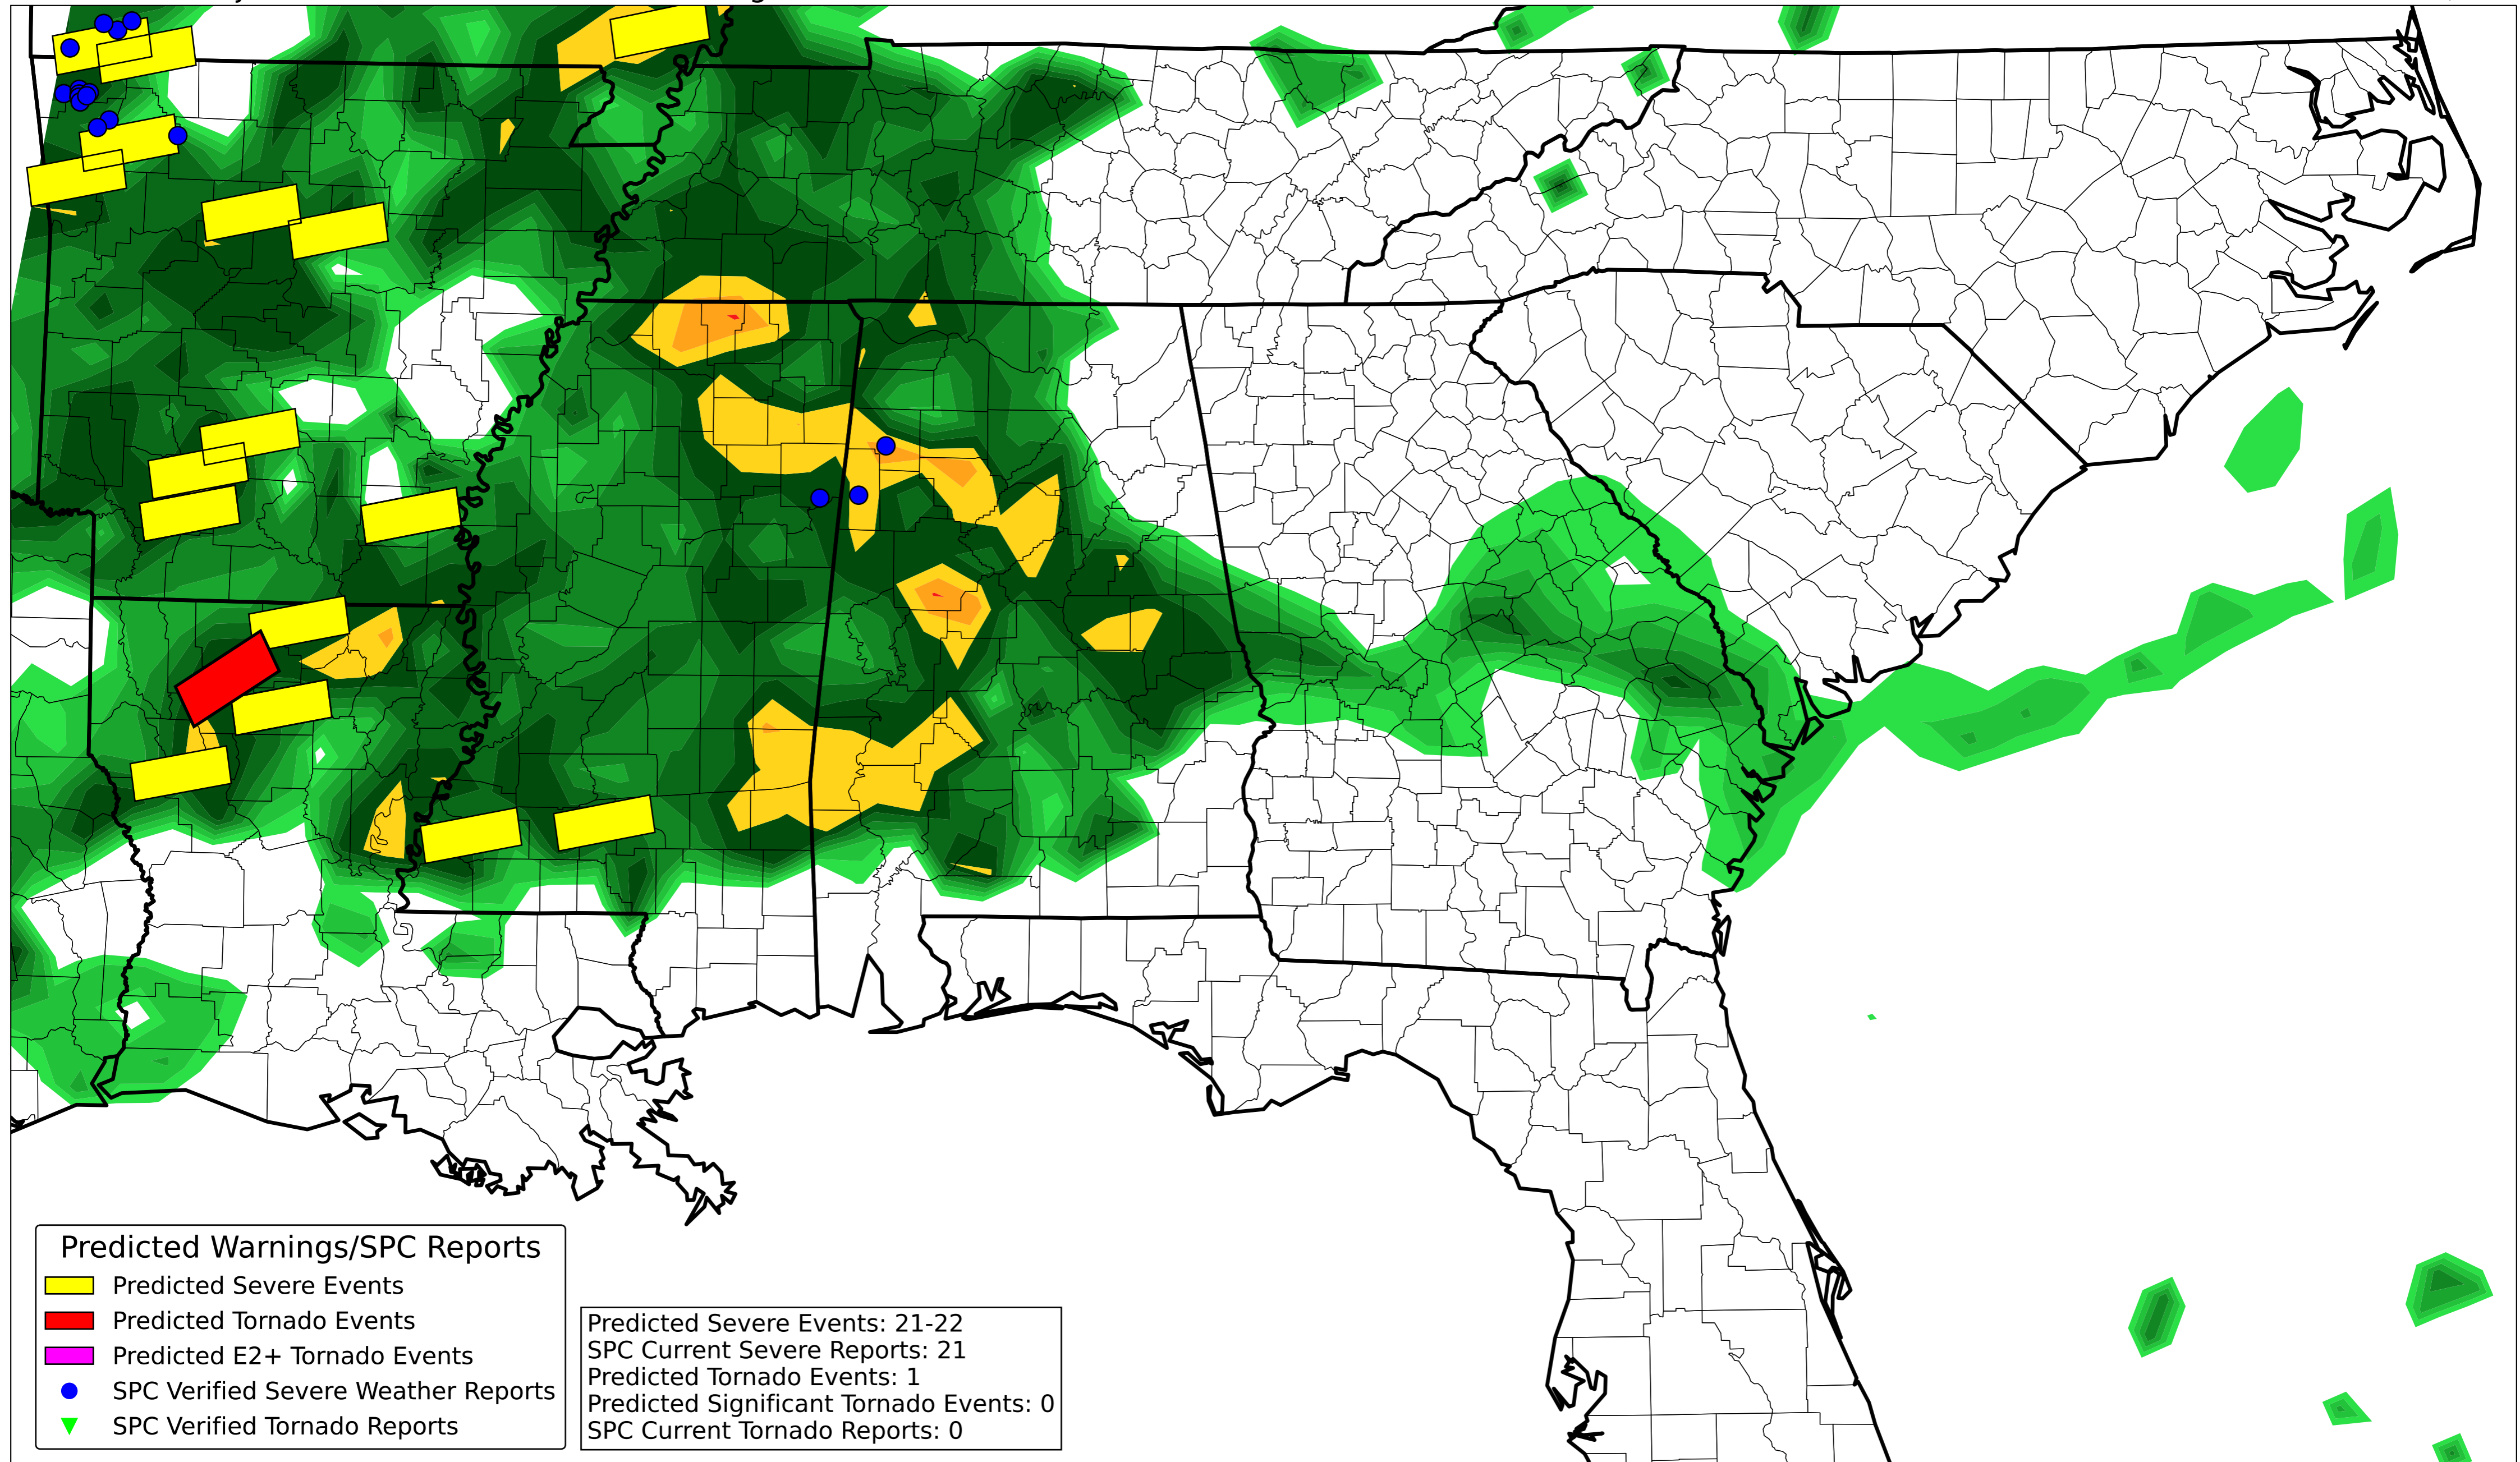 Predicted Warnings/SPC Reports
Predicted Severe Events
Predicted Tornado Events
Predicted E2+ Tornado Events
SPC Verified Severe Weather Reports
SPC Verified Tornado Reports
Predicted Severe Events: 21-22
SPC Current Severe Reports: 21
Predicted Tornado Events: 1
Predicted Significant Tornado Events: 0
SPC Current Tornado Reports: 0